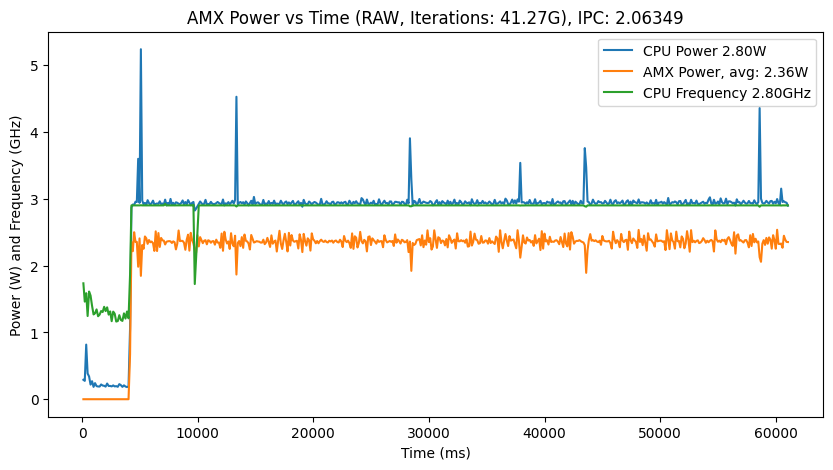 AMX Power vs Time (RAW, Iterations: 41.27G), IPC: 2.06349
CPU Power 2.80W
AMX Power, avg: 2.36W
CPU Frequency 2.80GHz
Power (W) and Frequency (GHz)
5
4
3
2
1
0
0 10000 20000 30000 40000 50000 60000
Time (ms)